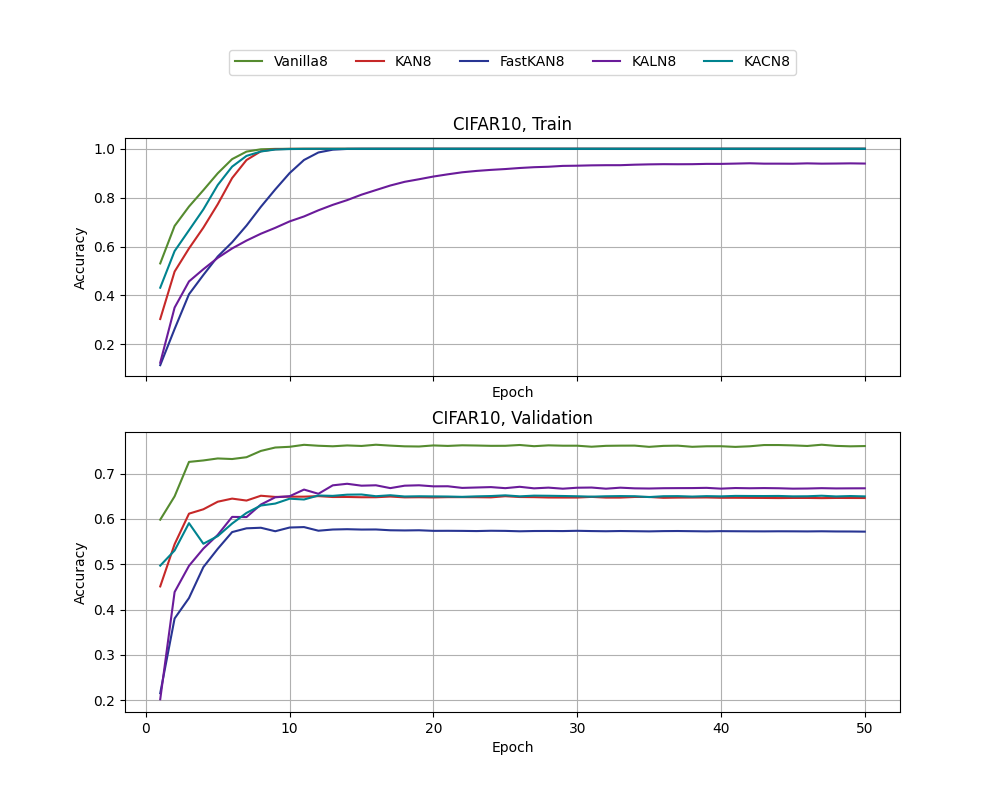 Vanilla8 KAN8 FastKAN8 KALN8 KACN8
CIFAR10, Train
1.0
0.8
0.6
0.4
0.2
Accuracy
Epoch
CIFAR10, Validation
0.7
0.6
0.5
0.4
0.3
0.2
Accuracy
0 10 20 30 40 50
Epoch